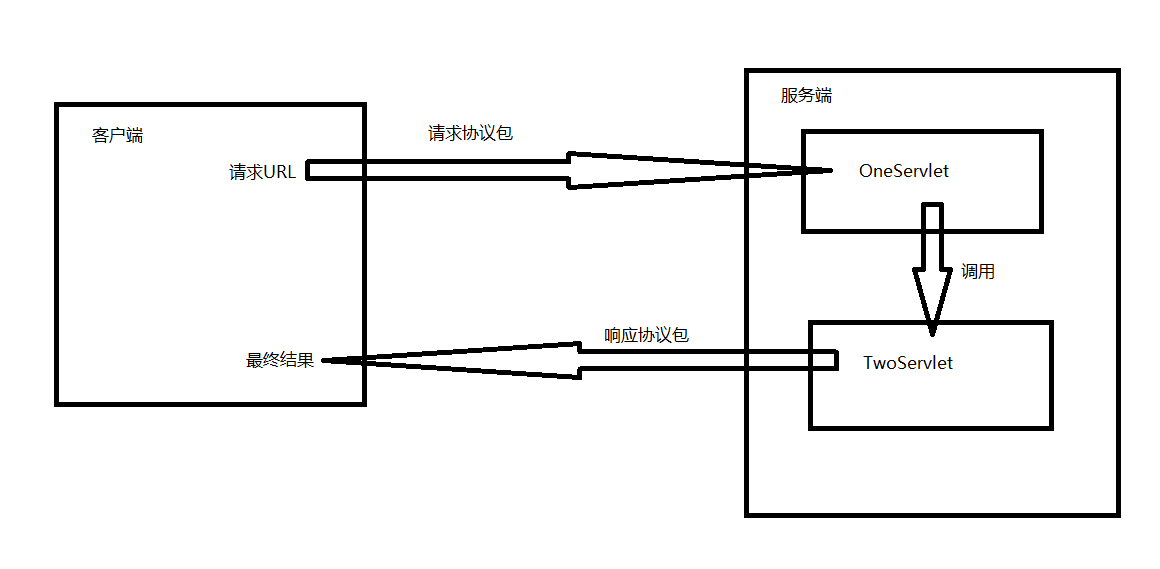 服务端
客户端
请求协议包
请求URL
OneServlet
调用
响应协议包
最终结果
TwoServlet